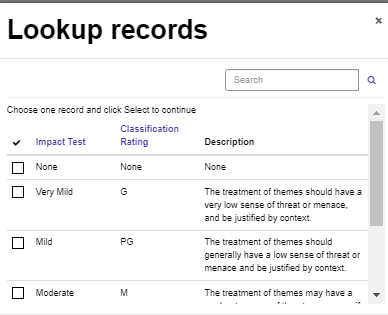 Lookup records
×
Search
Choose one record and click Select to continue
✓ Impact Test Classification Rating Description
None None None
Very Mild G The treatment of themes should have a
very low sense of threat or menace,
and be justified by context.
Mild PG The treatment of themes should
generally have a low sense of threat or
menace and be justified by context.
Moderate M The treatment of themes may have a